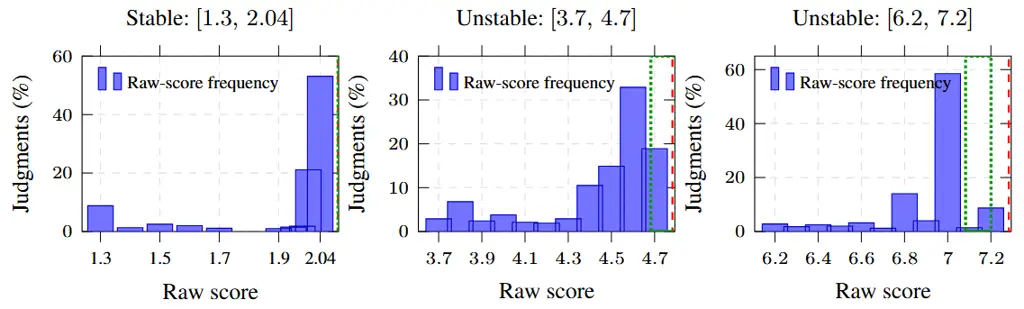 Stable: [1.3, 2.04]
Judgments (%)
60
40
20
0
Raw-score frequency
1.3 1.5 1.7 1.9 2.04
Raw score
Unstable: [3.7, 4.7]
Judgments (%)
40
30
20
10
0
Raw-score frequency
3.7 3.9 4.1 4.3 4.5 4.7
Raw score
Unstable: [6.2, 7.2]
Judgments (%)
60
40
20
0
Raw-score frequency
6.2 6.4 6.6 6.8 7 7.2
Raw score